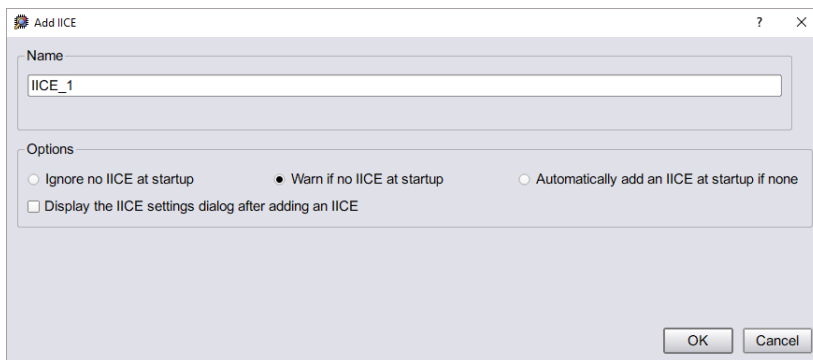 Add IICE ?
Name
IICE_1
Options
Ignore no IICE at startup Warn if no IICE at startup Automatically add an IICE at startup if none
Display the IICE settings dialog after adding an IICE
OK Cancel